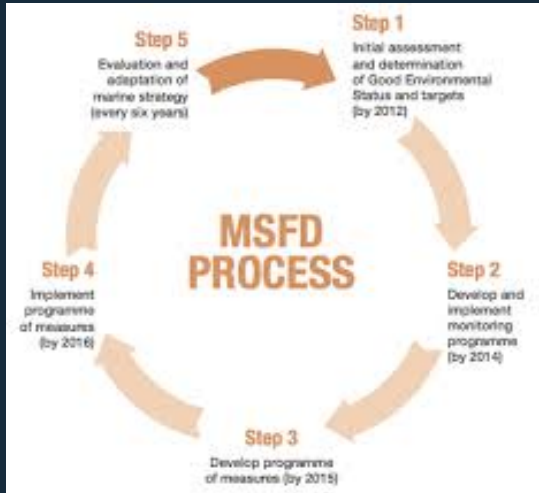 Step 1
Initial assessment
and determination
of Good Environmental
Status and targets
(by 2012)
Step 2
Develop and
implement
monitoring
programme
(by 2014)
Step 3
Develop programme
of measures (by 2015)
Step 4
Implement
programme
of measures
(by 2016)
Step 5
Evaluation and
adaptation of
marine strategy
(every six years)
MSFD
PROCESS